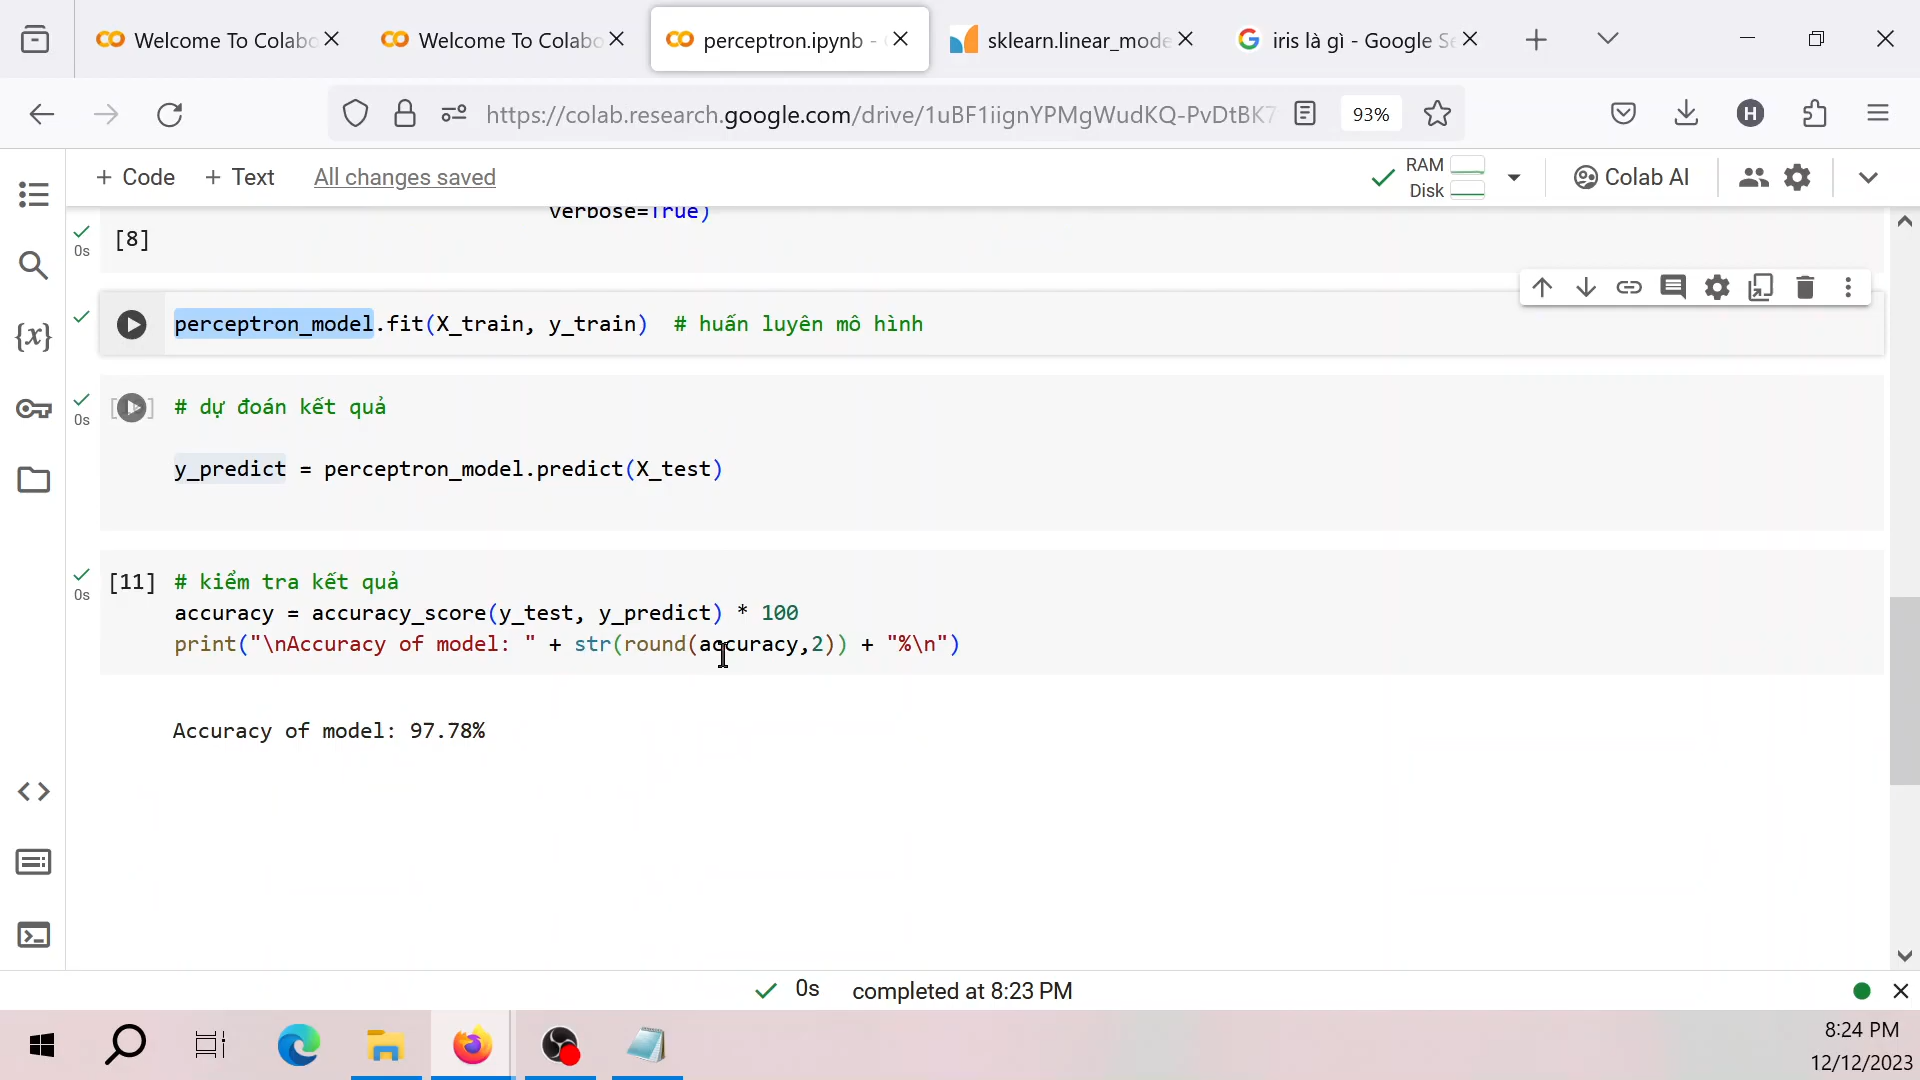 Welcome To Colabo
Welcome To Colabo
perceptron.ipynb -
sklearn.linear_mode
iris là gì - Google Se
https://colab.research.google.com/drive/1uBF1iignYPMgWudKQ-PvDtBK7
93%
H
+ Code
+ Text
All changes saved
RAM
Disk
Colab AI
verbose=True)
0s
[8]
perceptron_model.fit(X_train, y_train)  # huấn luyên mô hình
0s
# dự đoán kết quả
y_predict = perceptron_model.predict(X_test)
0s
[11]
# kiểm tra kết quả
accuracy = accuracy_score(y_test, y_predict) * 100
print("\nAccuracy of model: " + str(round(accuracy,2)) + "%\n")
Accuracy of model: 97.78%
0s
completed at 8:23 PM
8:24 PM
12/12/2023